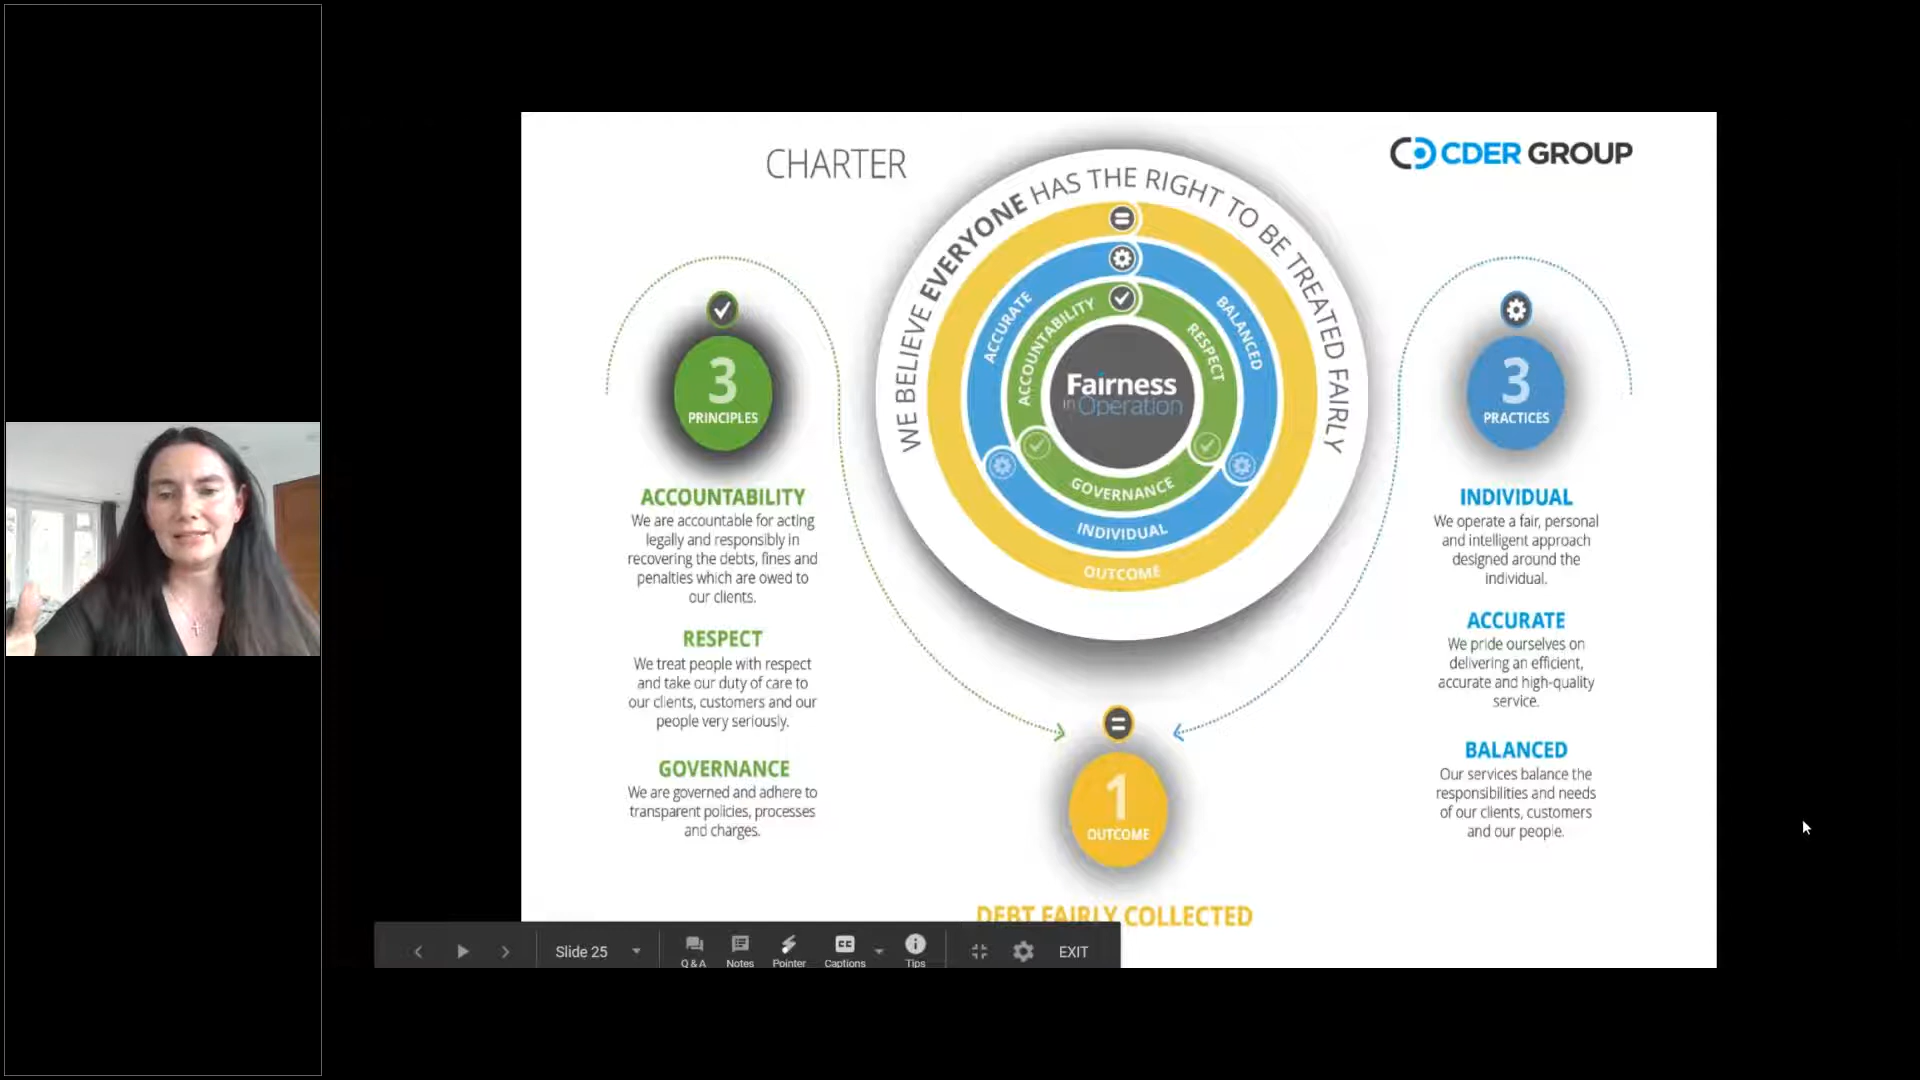 CHARTER
CDER GROUP
WE BELIEVE EVERYONE HAS THE RIGHT TO BE TREATED FAIRLY
ACCURATE
BALANCED
ACCOUNTABILITY
RESPECT
Fairness
in Operation
GOVERNANCE
INDIVIDUAL
OUTCOME
3
PRINCIPLES
ACCOUNTABILITY
We are accountable for acting
legally and responsibly in
recovering the debts, fines and
penalties which are owed to
our clients.
RESPECT
We treat people with respect
and take our duty of care to
our clients, customers and our
people very seriously.
GOVERNANCE
We are governed and adhere to
transparent policies, processes
and charges.
3
PRACTICES
INDIVIDUAL
We operate a fair, personal
and intelligent approach
designed around the
individual.
ACCURATE
We pride ourselves on
delivering an efficient,
accurate and high-quality
service.
BALANCED
Our services balance the
responsibilities and needs
of our clients, customers
and our people.
1
OUTCOME
DEBT FAIRLY COLLECTED
Slide 25
Q & A
Notes
Pointer
CC
Captions
Tips
EXIT